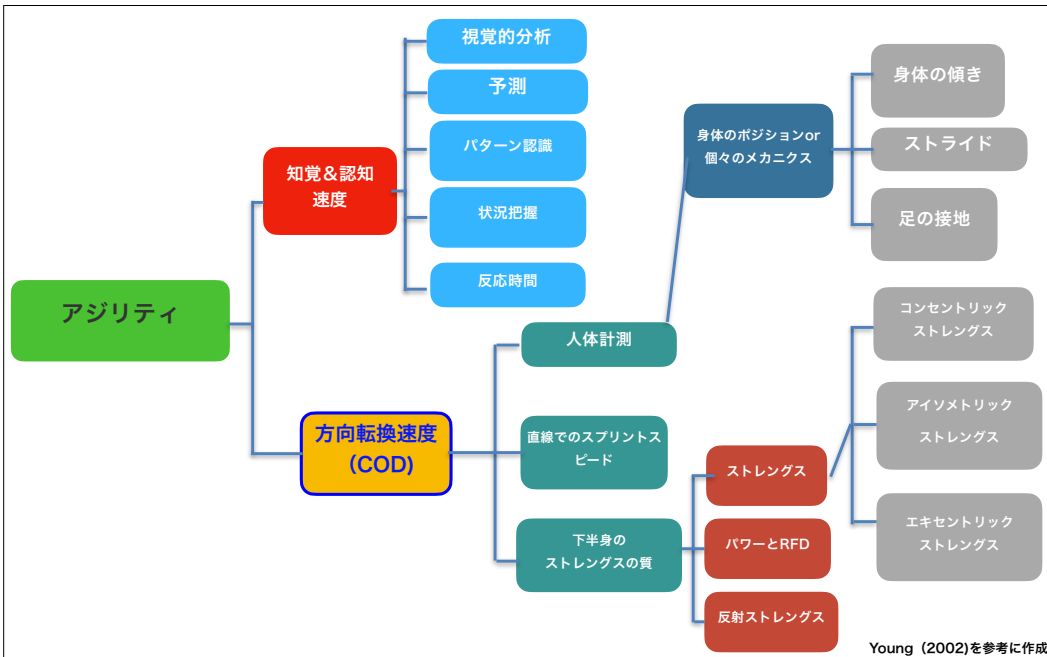 アジリティ
知覚＆認知
速度
視覚的分析
予測
パターン認識
状況把握
反応時間
方向転換速度
(COD)
人体計測
直線でのスプリントス
ピード
下半身の
ストレングスの質
身体のポジションor
個々のメカニクス
身体の傾き
ストライド
足の接地
ストレングス
パワーとRFD
反射ストレングス
コンセントリック
ストレングス
アイソメトリック
ストレングス
エキセントリック
ストレングス
Young（2002)を参考に作成